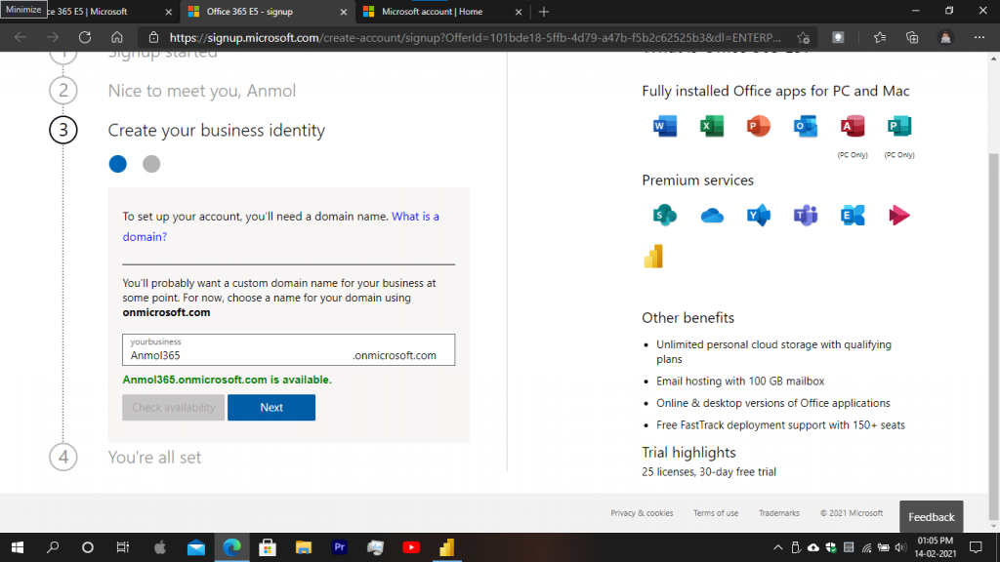 Minimize
ce 365 E5 | Microsoft
Office 365 E5 - signup
Microsoft account | Home
https://signup.microsoft.com/create-account/signup?OfferId=101bde18-5ffb-4d79-a47b-f5b2c62525b3&dl=ENTERP...
1
Signup started
2
Nice to meet you, Anmol
3
Create your business identity
To set up your account, you'll need a domain name. What is a
domain?
You'll probably want a custom domain name for your business at
some point. For now, choose a name for your domain using
onmicrosoft.com
yourbusiness
Anmol365
.onmicrosoft.com
Anmol365.onmicrosoft.com is available.
Check availability
Next
4
You're all set
What is Office 365 E5?
Fully installed Office apps for PC and Mac
W
X
P
O
A
P
(PC Only)
(PC Only)
Premium services
S
Y
T
E
Other benefits
• Unlimited personal cloud storage with qualifying
plans
• Email hosting with 100 GB mailbox
• Online & desktop versions of Office applications
• Free FastTrack deployment support with 150+ seats
Trial highlights
25 licenses, 30-day free trial
Privacy & cookies
Terms of use
Trademarks
© 2021 Microsoft
Feedback
Pr
01:05 PM
14-02-2021